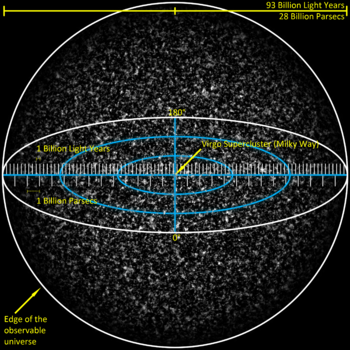 93 Billion Light Years
28 Billion Parsecs
180°
1 Billion Light Years
Virgo Supercluster (Milky Way)
1 Billion Parsecs
0°
Edge of the
observable
universe